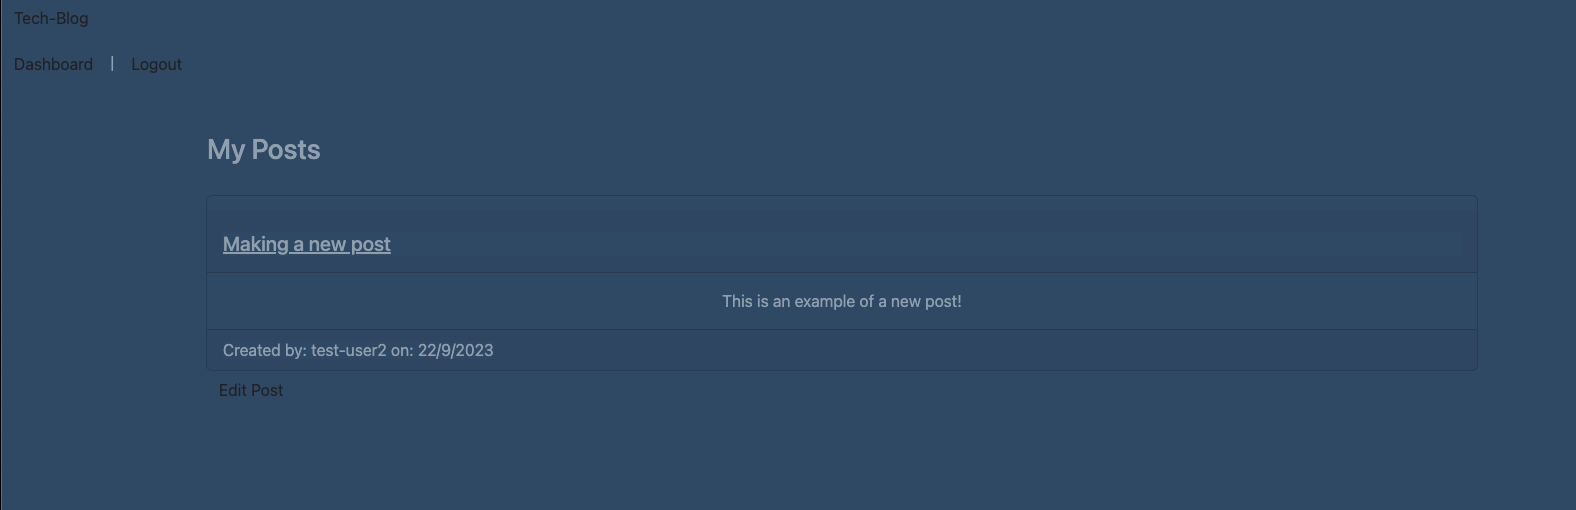 Tech-Blog
Dashboard | Logout
My Posts
Making a new post
This is an example of a new post!
Created by: test-user2 on: 22/9/2023
Edit Post